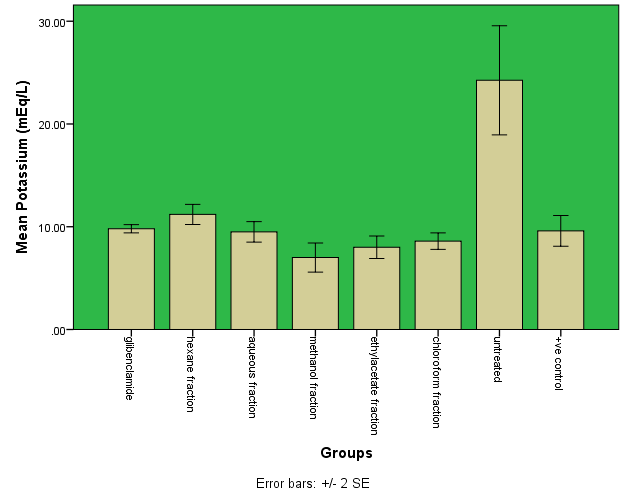 Mean Potassium (mEq/L)
30.00
20.00
10.00
.00
glibenclamide
hexane fraction
aqueous fraction
methanol fraction
ethylacetate fraction
chloroform fraction
untreated
+ve control
Groups
Error bars: +/- 2 SE